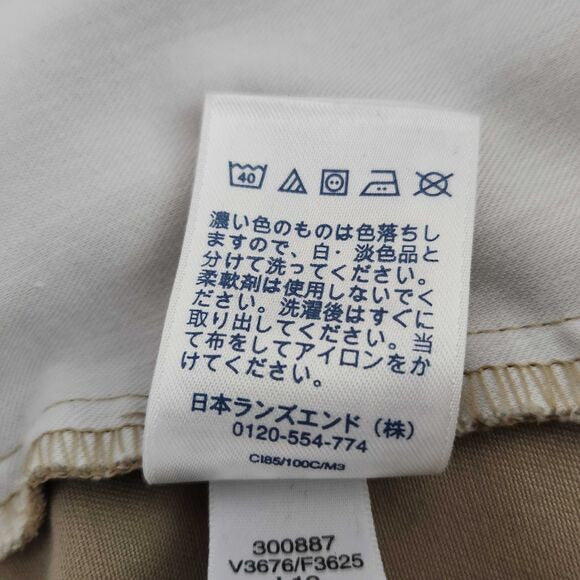 40
濃い色のものは色落ちし
ますので、白・淡色品と
分けて洗ってください。
柔軟剤は使用しないでく
ださい。洗濯後はすぐに
取り出してください。当
て布をしてアイロンをか
けてください。
日本ランズエンド（株）
0120-554-774
CI85/100C/M3
300887
V3676/F3625